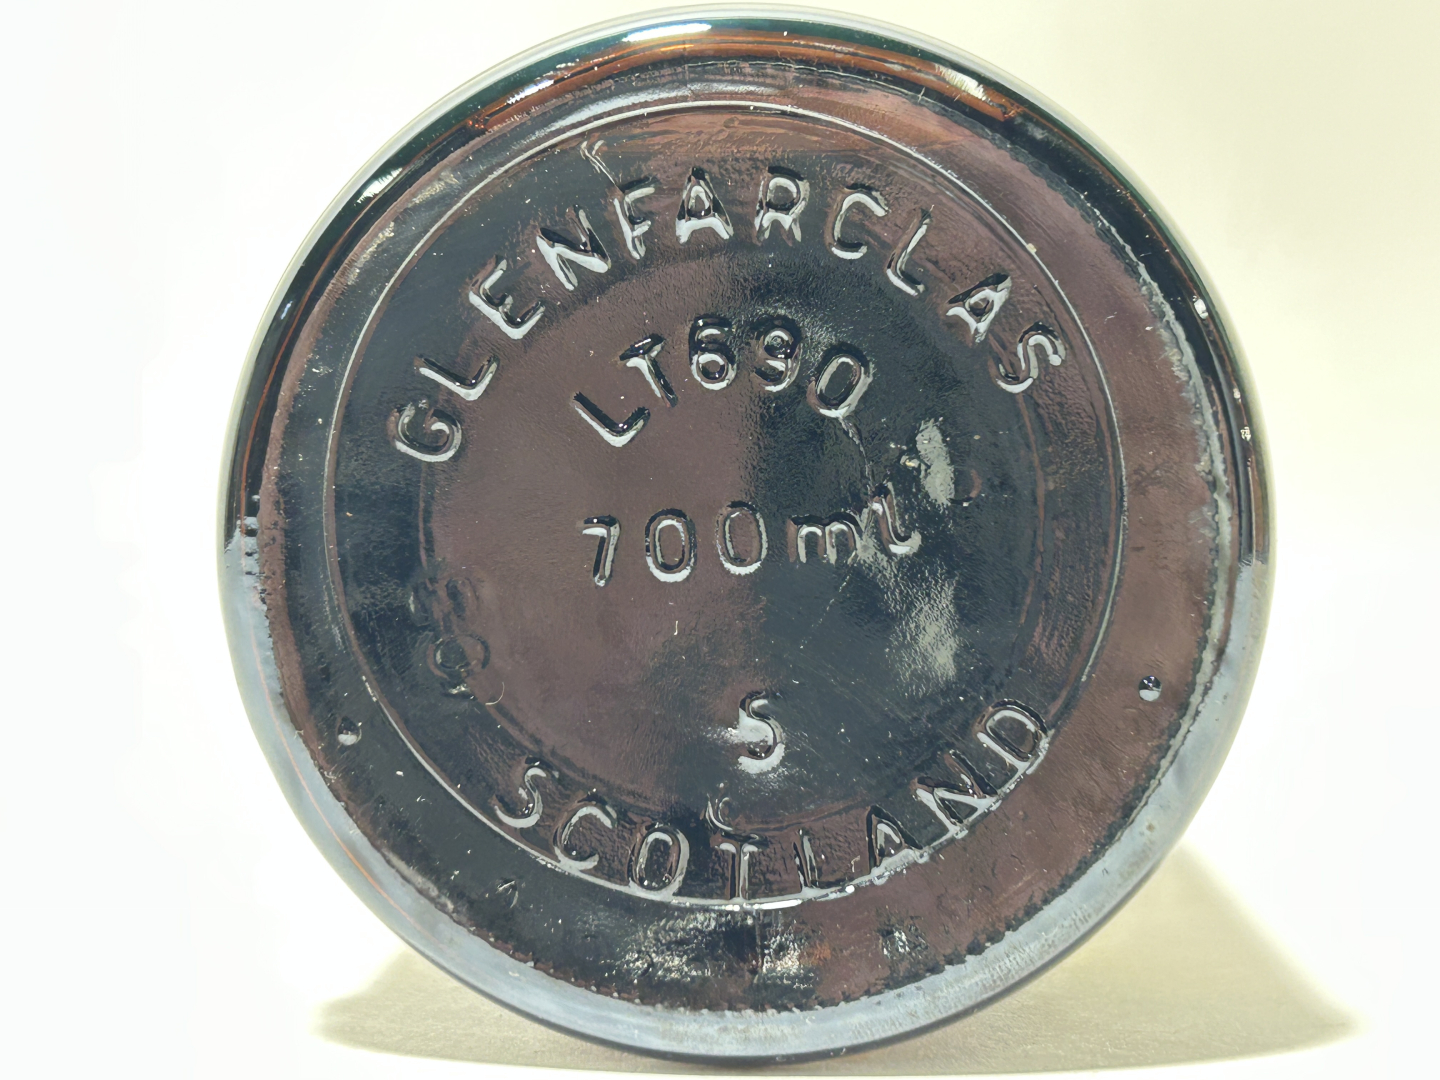 GLENFARCLAS
LT690
700ml
S
SCOTLAND